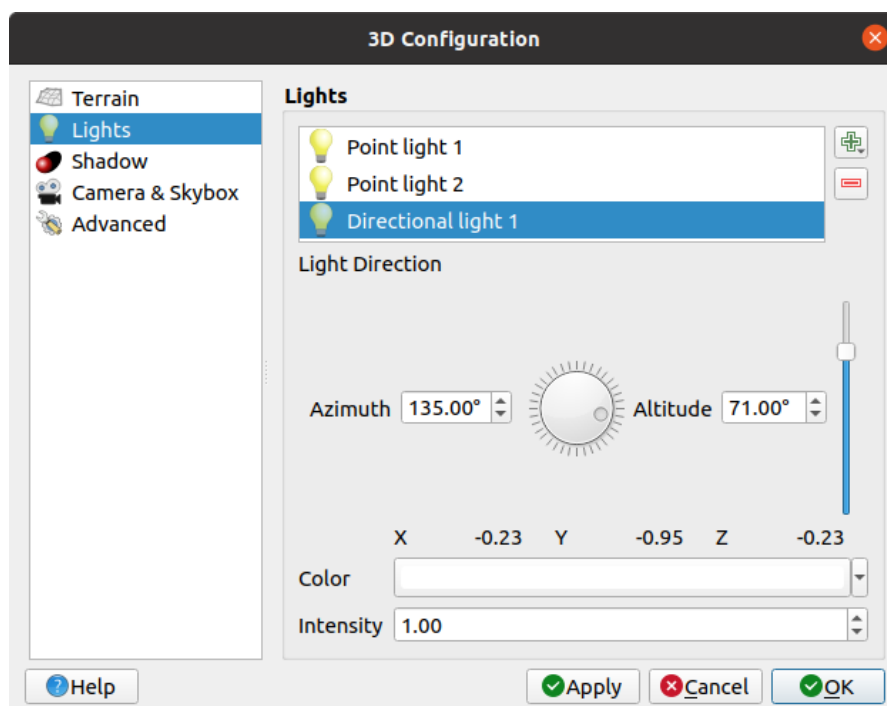 3D Configuration
Terrain
Lights
Shadow
Camera & Skybox
Advanced
Lights
Point light 1
Point light 2
Directional light 1
Light Direction
Azimuth 135.00° Altitude 71.00°
X -0.23 Y -0.95 Z -0.23
Color
Intensity 1.00
Help Apply Cancel OK